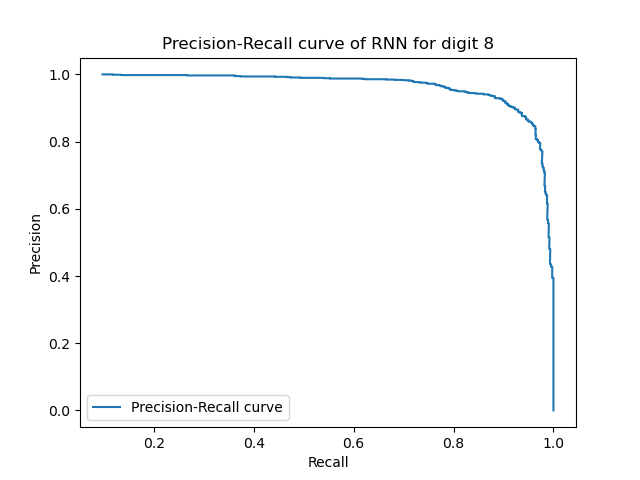 Precision-Recall curve of RNN for digit 8
1.0
0.8
0.6
0.4
0.2
0.0
Precision
Precision-Recall curve
0.2 0.4 0.6 0.8 1.0
Recall